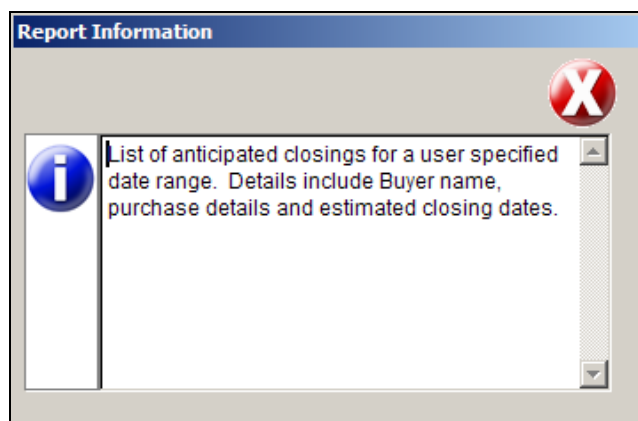 Report Information
List of anticipated closings for a user specified
date range.  Details include Buyer name,
purchase details and estimated closing dates.